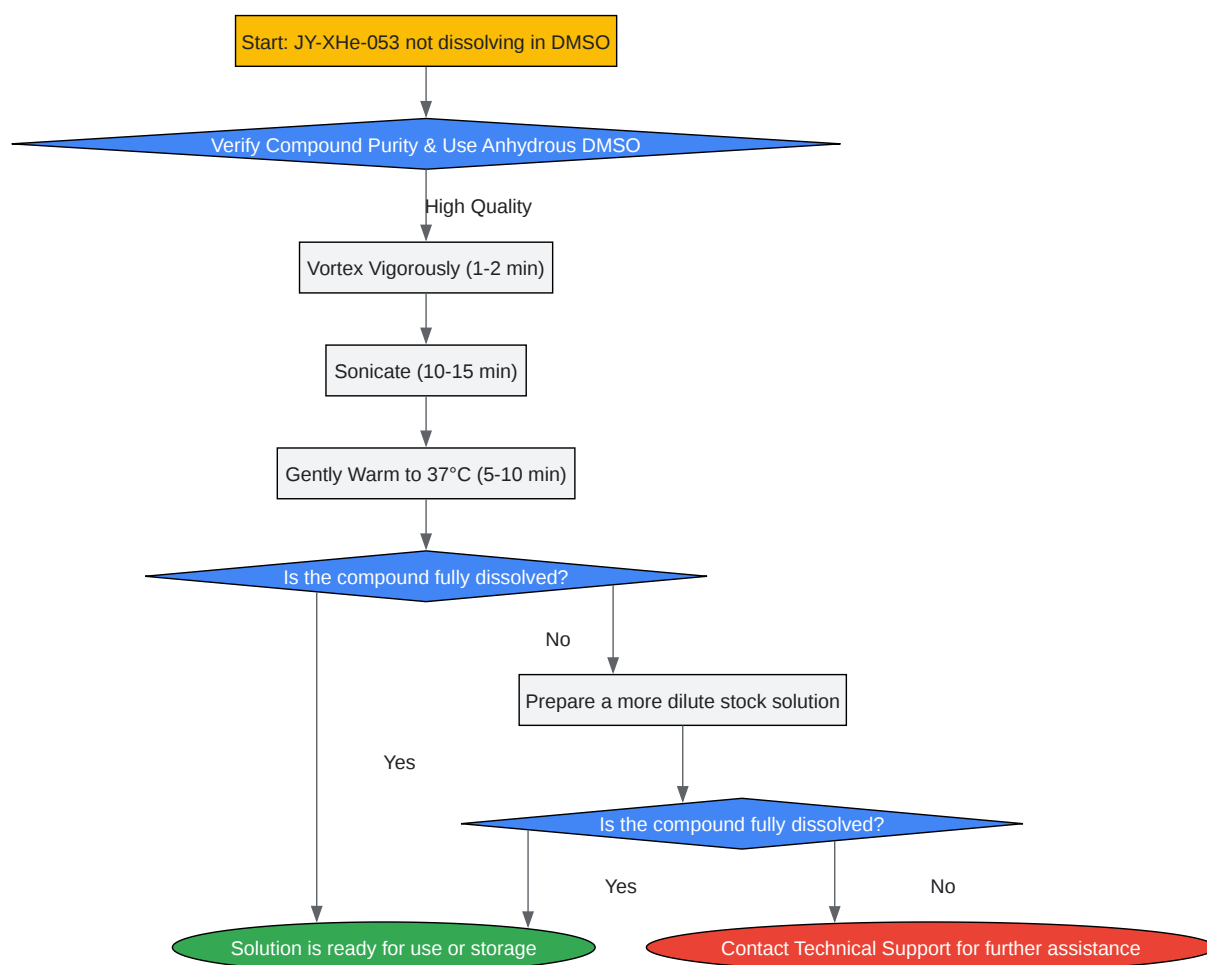 Start: JY-XHe-053 not dissolving in DMSO
Verify Compound Purity & Use Anhydrous DMSO
High Quality
Vortex Vigorously (1-2 min)
Sonicate (10-15 min)
Gently Warm to 37°C (5-10 min)
Is the compound fully dissolved?
No
Prepare a more dilute stock solution
Yes
Is the compound fully dissolved?
Yes
No
Solution is ready for use or storage
Contact Technical Support for further assistance